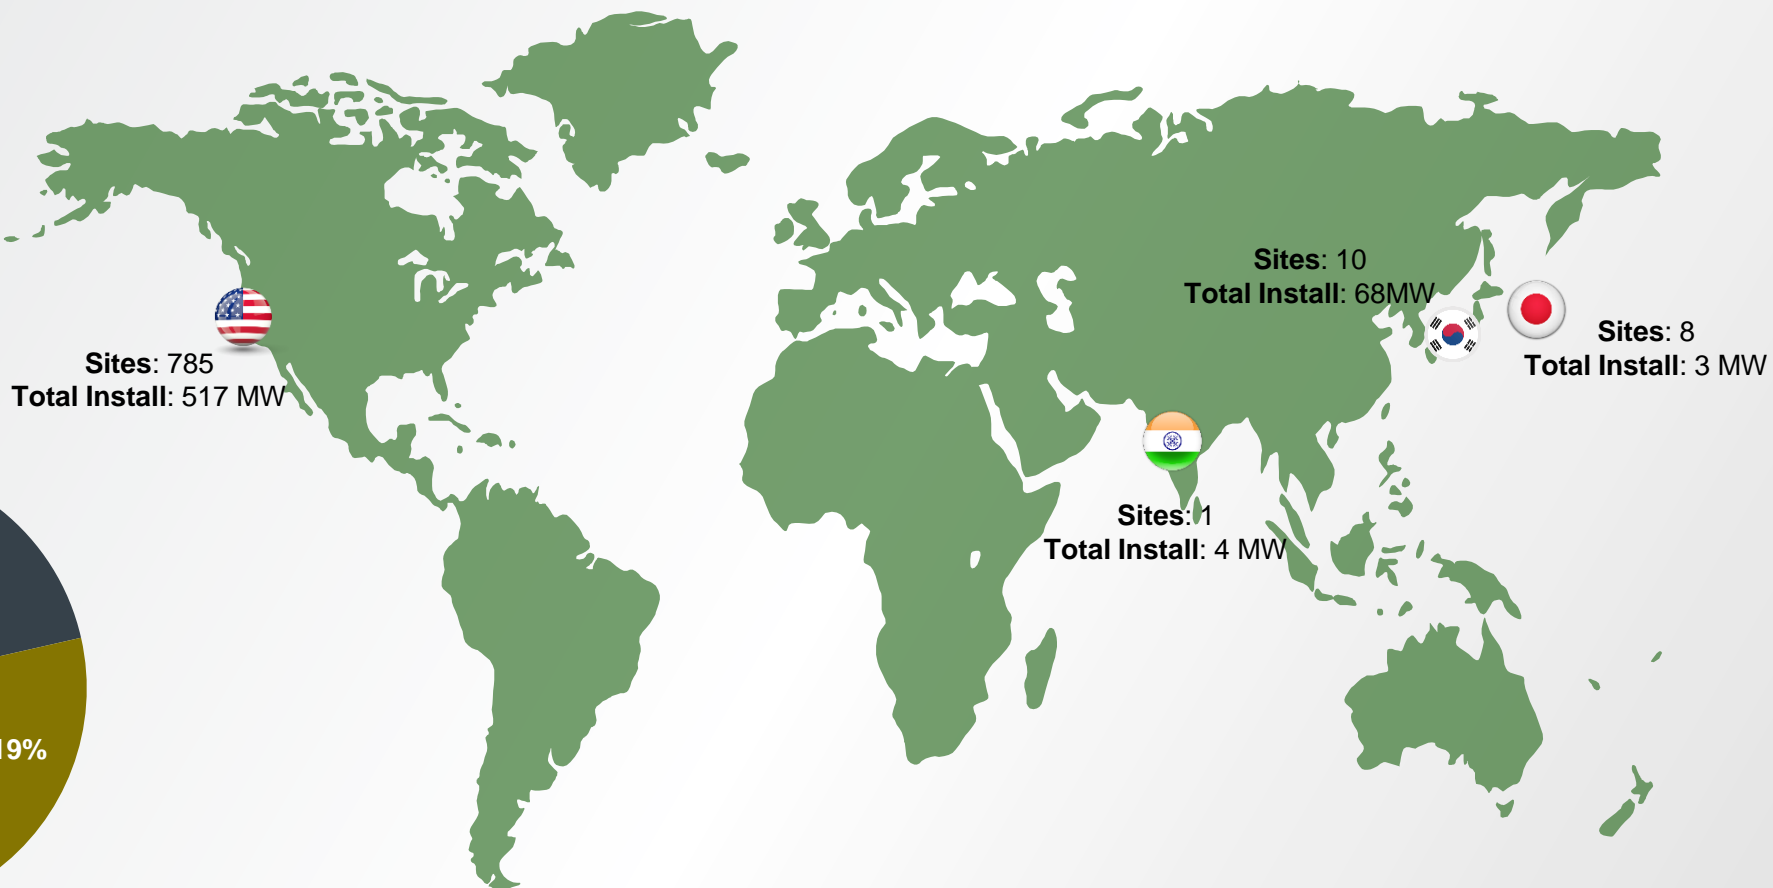 Sites: 10
Total Install: 68MW
Sites: 8
Total Install: 3 MW
Sites: 785
Total Install: 517 MW
Sites: 1
Total Install: 4 MW
19%